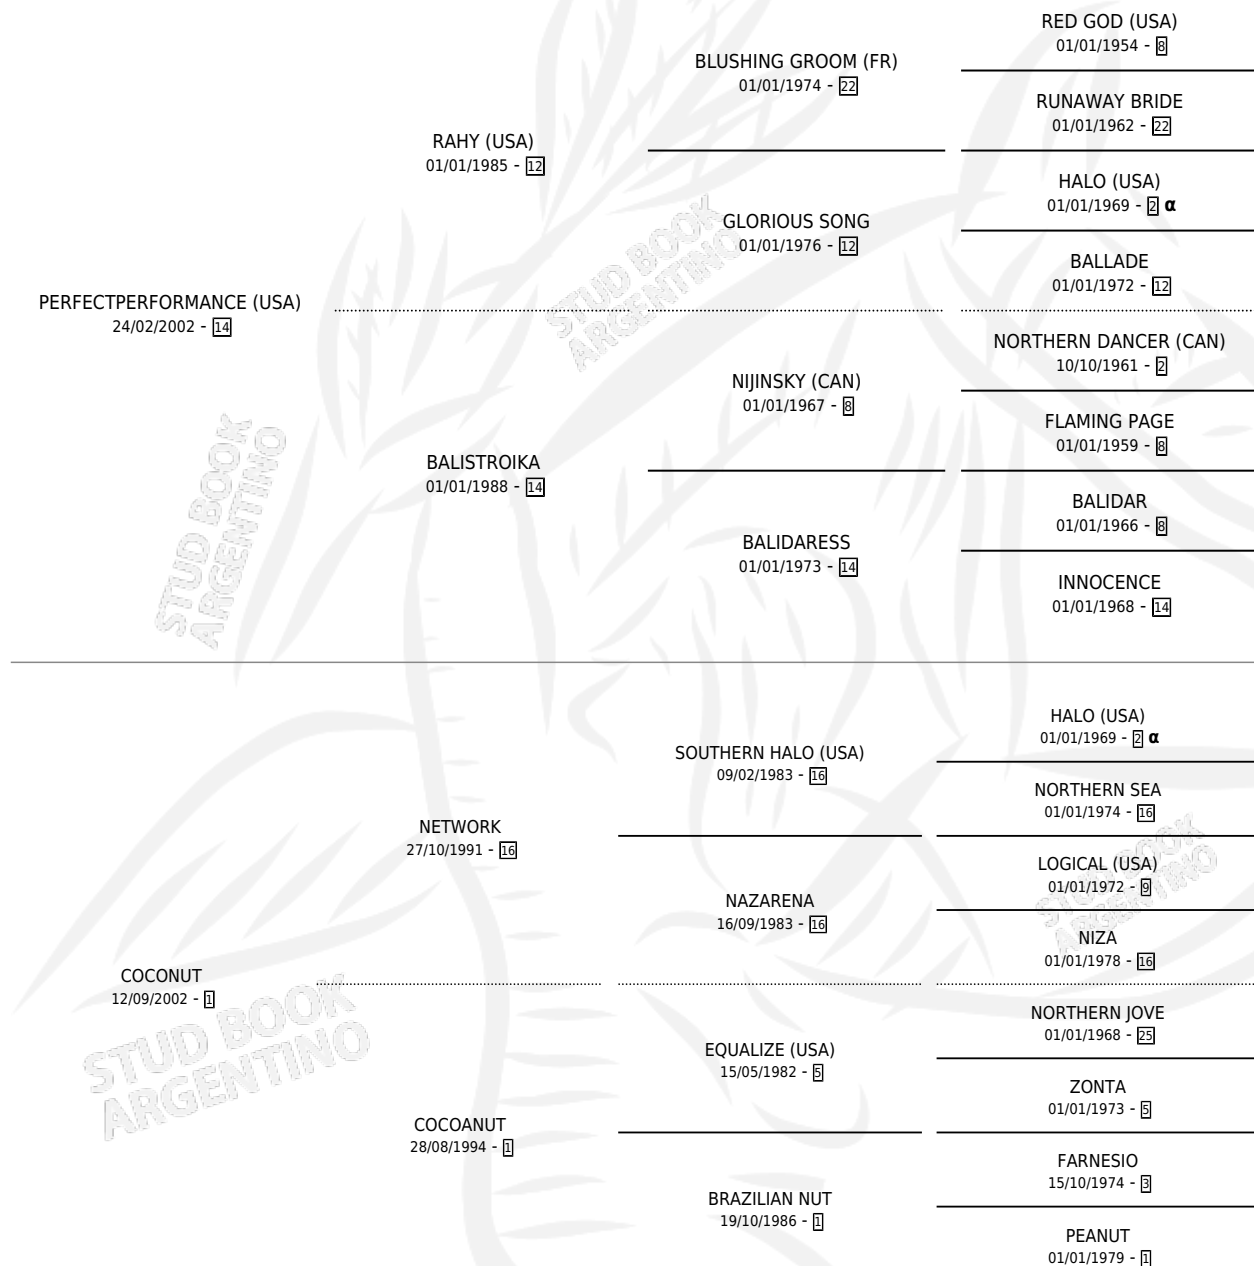 RED GOD (USA)
01/01/1954 - 8
BLUSHING GROOM (FR)
01/01/1974 - 22
RUNAWAY BRIDE
01/01/1962 - 22
RAHY (USA)
01/01/1985 - 12
HALO (USA)
01/01/1969 - 2 α
GLORIOUS SONG
01/01/1976 - 12
BALLADE
01/01/1972 - 12
PERFECTPERFORMANCE (USA)
24/02/2002 - 14
STUD BOOK
ARGENTINO
NORTHERN DANCER (CAN)
10/10/1961 - 2
NIJINSKY (CAN)
01/01/1967 - 8
FLAMING PAGE
01/01/1959 - 8
BALISTROIKA
01/01/1988 - 14
BALIDAR
01/01/1966 - 8
BALIDARESS
01/01/1973 - 14
INNOCENCE
01/01/1968 - 14
STUD BOOK
ARGENTINO
HALO (USA)
01/01/1969 - 2 α
SOUTHERN HALO (USA)
09/02/1983 - 16
NORTHERN SEA
01/01/1974 - 16
NETWORK
27/10/1991 - 16
LOGICAL (USA)
01/01/1972 - 9
NAZARENA
16/09/1983 - 16
STUD BOOK
ARGENTINO
NIZA
01/01/1978 - 16
COCONUT
12/09/2002 - 1
STUD BOOK
ARGENTINO
NORTHERN JOVE
01/01/1968 - 25
EQUALIZE (USA)
15/05/1982 - 5
ZONTA
01/01/1973 - 5
COCOANUT
28/08/1994 - 1
FARNESIO
15/10/1974 - 3
BRAZILIAN NUT
19/10/1986 - 1
PEANUT
01/01/1979 - 1